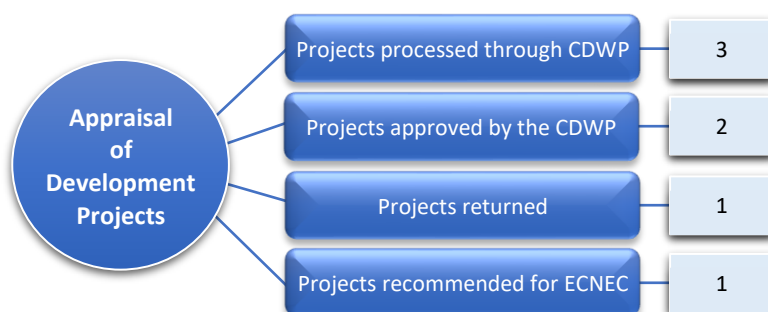 Appraisal
of
Development
Projects
Projects processed through CDWP
3
Projects approved by the CDWP
2
Projects returned
1
Projects recommended for ECNEC
1